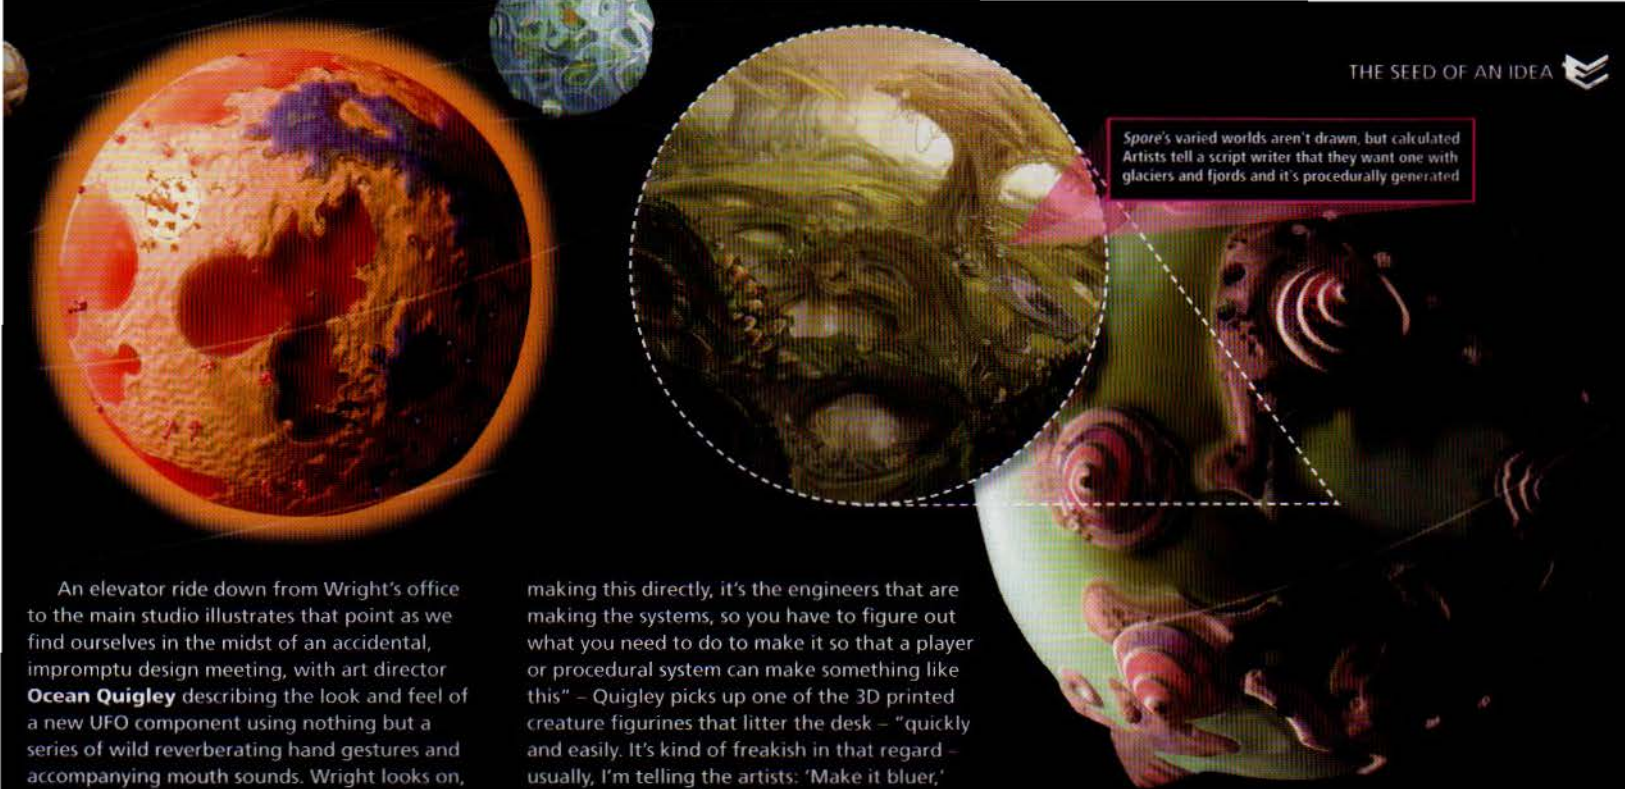 THE SEED OF AN IDEA
Spore's varied worlds aren't drawn, but calculated
Artists tell a script writer that they want one with
glaciers and fjords and it's procedurally generated
An elevator ride down from Wright's office
to the main studio illustrates that point as we
find ourselves in the midst of an accidental,
impromptu design meeting, with art director
Ocean Quigley describing the look and feel of
a new UFO component using nothing but a
series of wild reverberating hand gestures and
accompanying mouth sounds. Wright looks on,
making this directly, it's the engineers that are
making the systems, so you have to figure out
what you need to do to make it so that a player
or procedural system can make something like
this” – Quigley picks up one of the 3D printed
creature figurines that litter the desk – “quickly
and easily. It's kind of freakish in that regard –
usually, I'm telling the artists: ‘Make it bluer,’